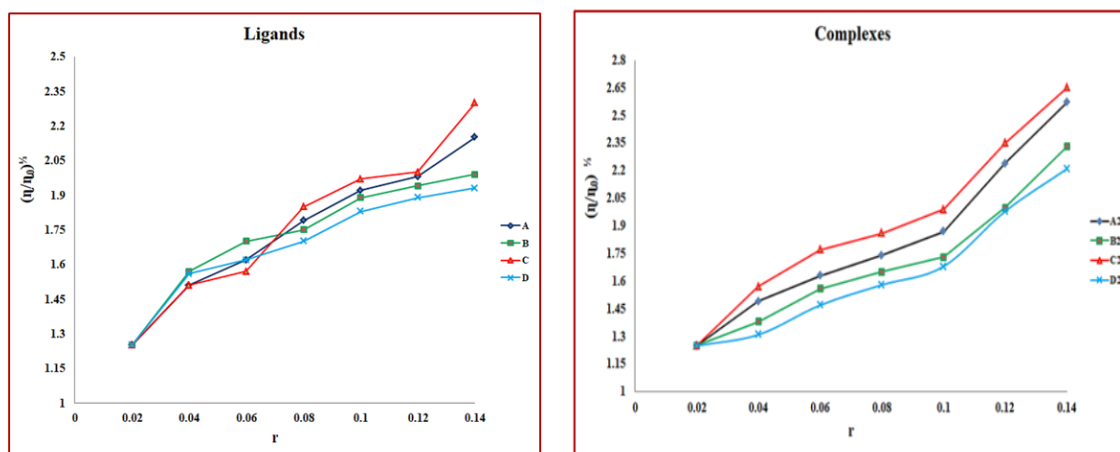 Ligands
2.5
2.35
2.2
2.05
1.9
1.75
1.6
1.45
1.3
1.15
1
(η/η₀)^⅓
0 0.02 0.04 0.06 0.08 0.1 0.12 0.14
r
A
B
C
D
Complexes
2.8
2.65
2.5
2.35
2.2
2.05
1.9
1.75
1.6
1.45
1.3
1.15
1
(η/η₀)
0 0.02 0.04 0.06 0.08 0.1 0.12 0.14
r
A2
B2
C2
D2